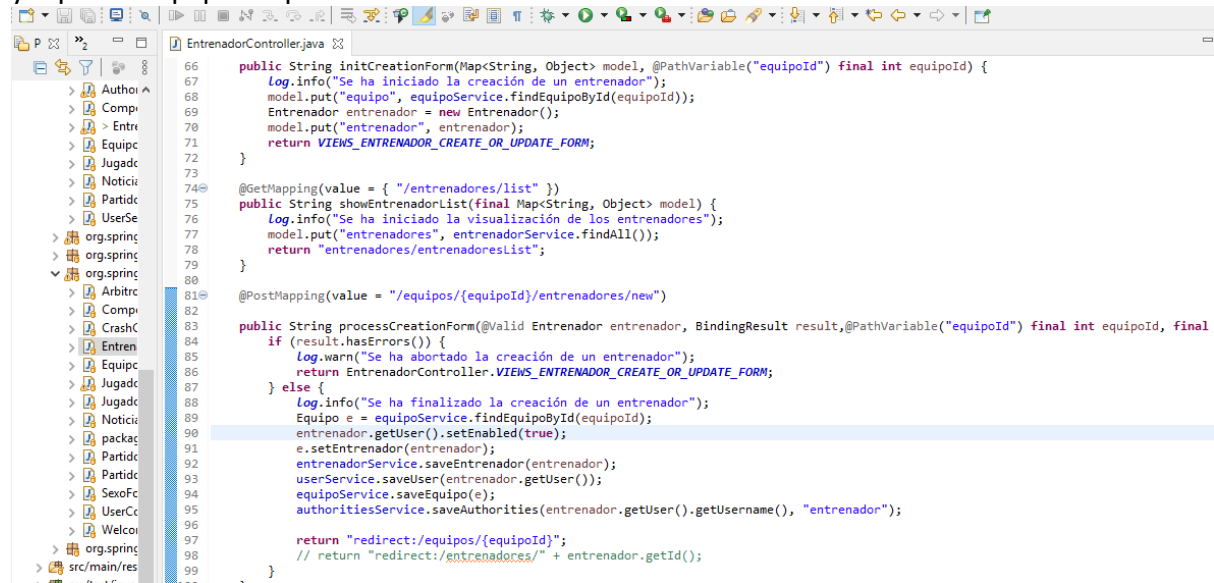 P
2
EntrenadorController.java
Author
Comp
> Entre
Equipo
Jugado
Noticia
Partido
UserSe
org.spring
org.spring
org.spring
Arbitro
Comp
CrashC
Entren
Equipo
Jugado
Jugado
Noticia
packag
Partido
Partido
SexoFo
UserCo
Welcor
org.spring
src/main/res
66 public String initCreationForm(Map<String, Object> model, @PathVariable("equipoId") final int equipoId) {
67 log.info("Se ha iniciado la creación de un entrenador");
68 model.put("equipo", equipoService.findEquipoById(equipoId));
69 Entrenador entrenador = new Entrenador();
70 model.put("entrenador", entrenador);
71 return VIEWS_ENTRENADOR_CREATE_OR_UPDATE_FORM;
72 }
73
74 @GetMapping(value = { "/entrenadores/list" })
75 public String showEntrenadorList(final Map<String, Object> model) {
76 log.info("Se ha iniciado la visualización de los entrenadores");
77 model.put("entrenadores", entrenadorService.findAll());
78 return "entrenadores/entrenadoresList";
79 }
80
81 @PostMapping(value = "/equipos/{equipoId}/entrenadores/new")
82
83 public String processCreationForm(@Valid Entrenador entrenador, BindingResult result,@PathVariable("equipoId") final int equipoId, final
84 if (result.hasErrors()) {
85 log.warn("Se ha abortado la creación de un entrenador");
86 return EntrenadorController.VIEWS_ENTRENADOR_CREATE_OR_UPDATE_FORM;
87 } else {
88 log.info("Se ha finalizado la creación de un entrenador");
89 Equipo e = equipoService.findEquipoById(equipoId);
90 entrenador.getUser().setEnabled(true);
91 e.setEntrenador(entrenador);
92 entrenadorService.saveEntrenador(entrenador);
93 userService.saveUser(entrenador.getUser());
94 equipoService.saveEquipo(e);
95 authoritiesService.saveAuthorities(entrenador.getUser().getUsername(), "entrenador");
96
97 return "redirect:/equipos/{equipoId}";
98 // return "redirect:/entrenadores/" + entrenador.getId();
99 }